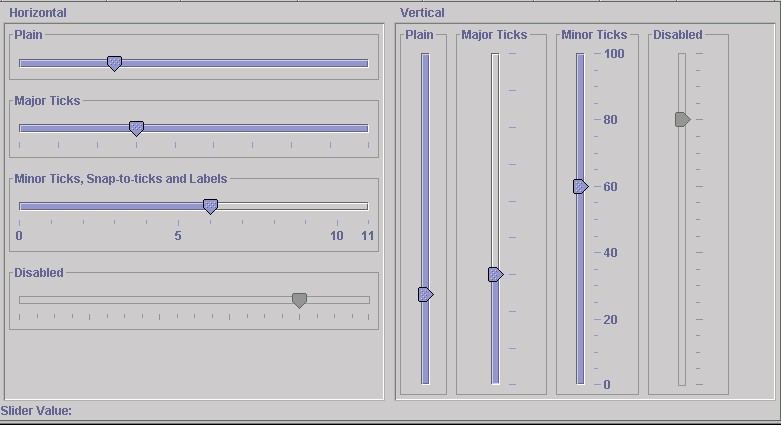 Horizontal
Plain
Major Ticks
Minor Ticks, Snap-to-ticks and Labels
0 5 10 11
Disabled
Vertical
Plain Major Ticks Minor Ticks Disabled
100
80
60
40
20
0
Slider Value: